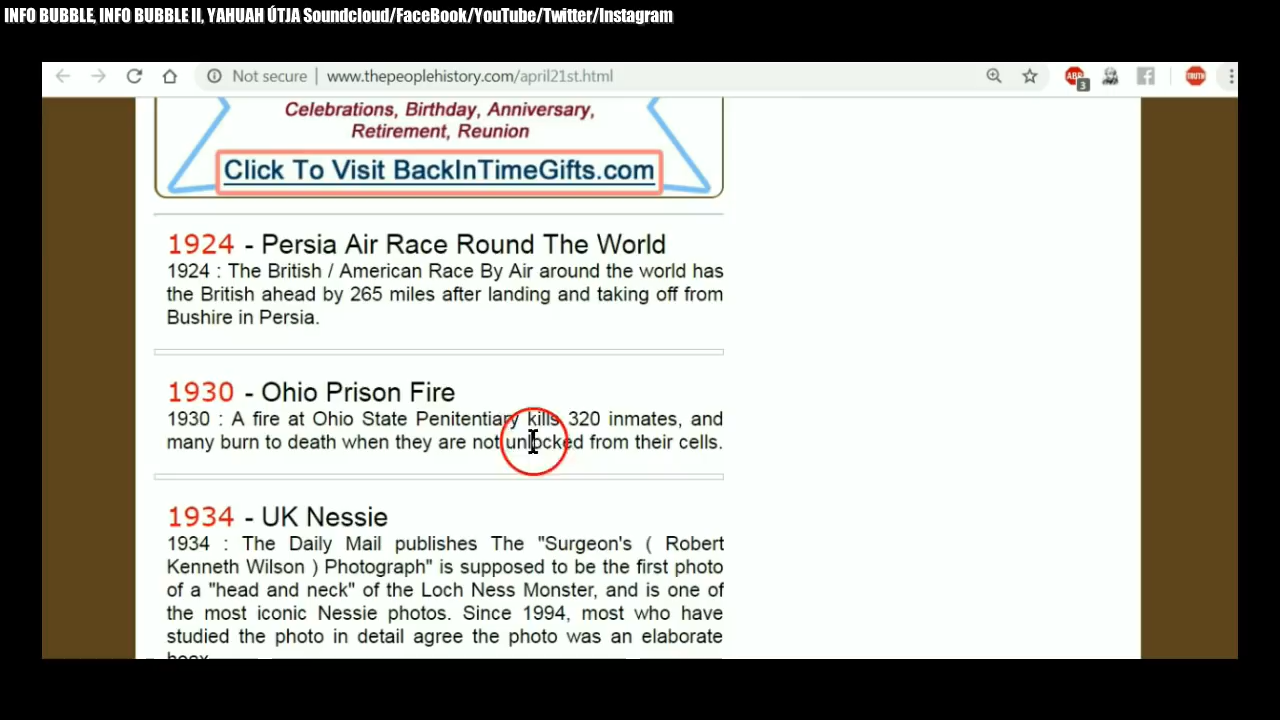 INFO BUBBLE, INFO BUBBLE II, YAHUAH ÚTJA Soundcloud/FaceBook/YouTube/Twitter/Instagram
Not secure | www.thepeoplehistory.com/april21st.html
ABP
3
TRUTH
Celebrations, Birthday, Anniversary,
Retirement, Reunion
Click To Visit BackInTimeGifts.com
1924 - Persia Air Race Round The World
1924 : The British / American Race By Air around the world has
the British ahead by 265 miles after landing and taking off from
Bushire in Persia.
1930 - Ohio Prison Fire
1930 : A fire at Ohio State Penitentiary kills 320 inmates, and
many burn to death when they are not unlocked from their cells.
1934 - UK Nessie
1934 : The Daily Mail publishes The "Surgeon's ( Robert
Kenneth Wilson ) Photograph" is supposed to be the first photo
of a "head and neck" of the Loch Ness Monster, and is one of
the most iconic Nessie photos. Since 1994, most who have
studied the photo in detail agree the photo was an elaborate
hoax.